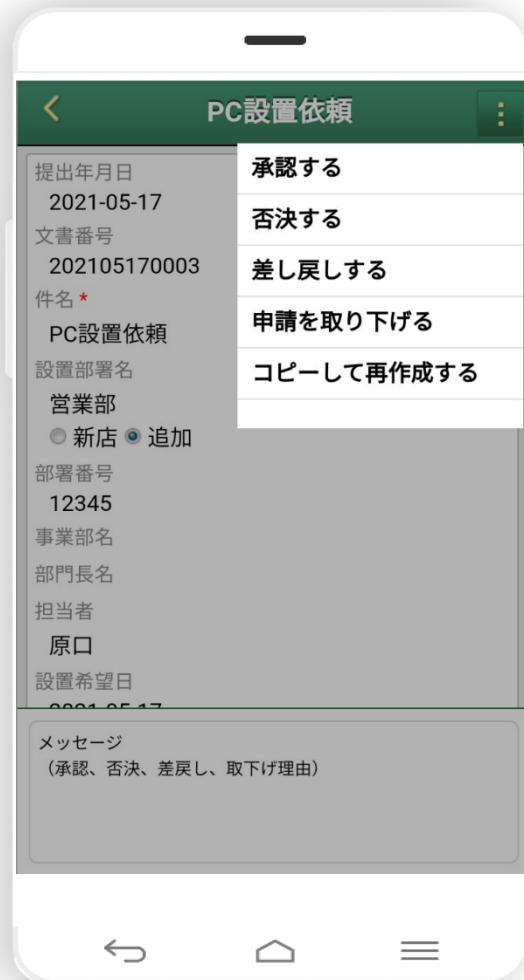 PC設置依頼
承認する
否決する
差し戻しする
申請を取り下げる
コピーして再作成する
提出年月日
2021-05-17
文書番号
202105170003
件名*
PC設置依頼
設置部署名
営業部
新店 追加
部署番号
12345
事業部名
部門長名
担当者
原口
設置希望日
2021-05-17
メッセージ
(承認、否決、差戻し、取下げ理由)